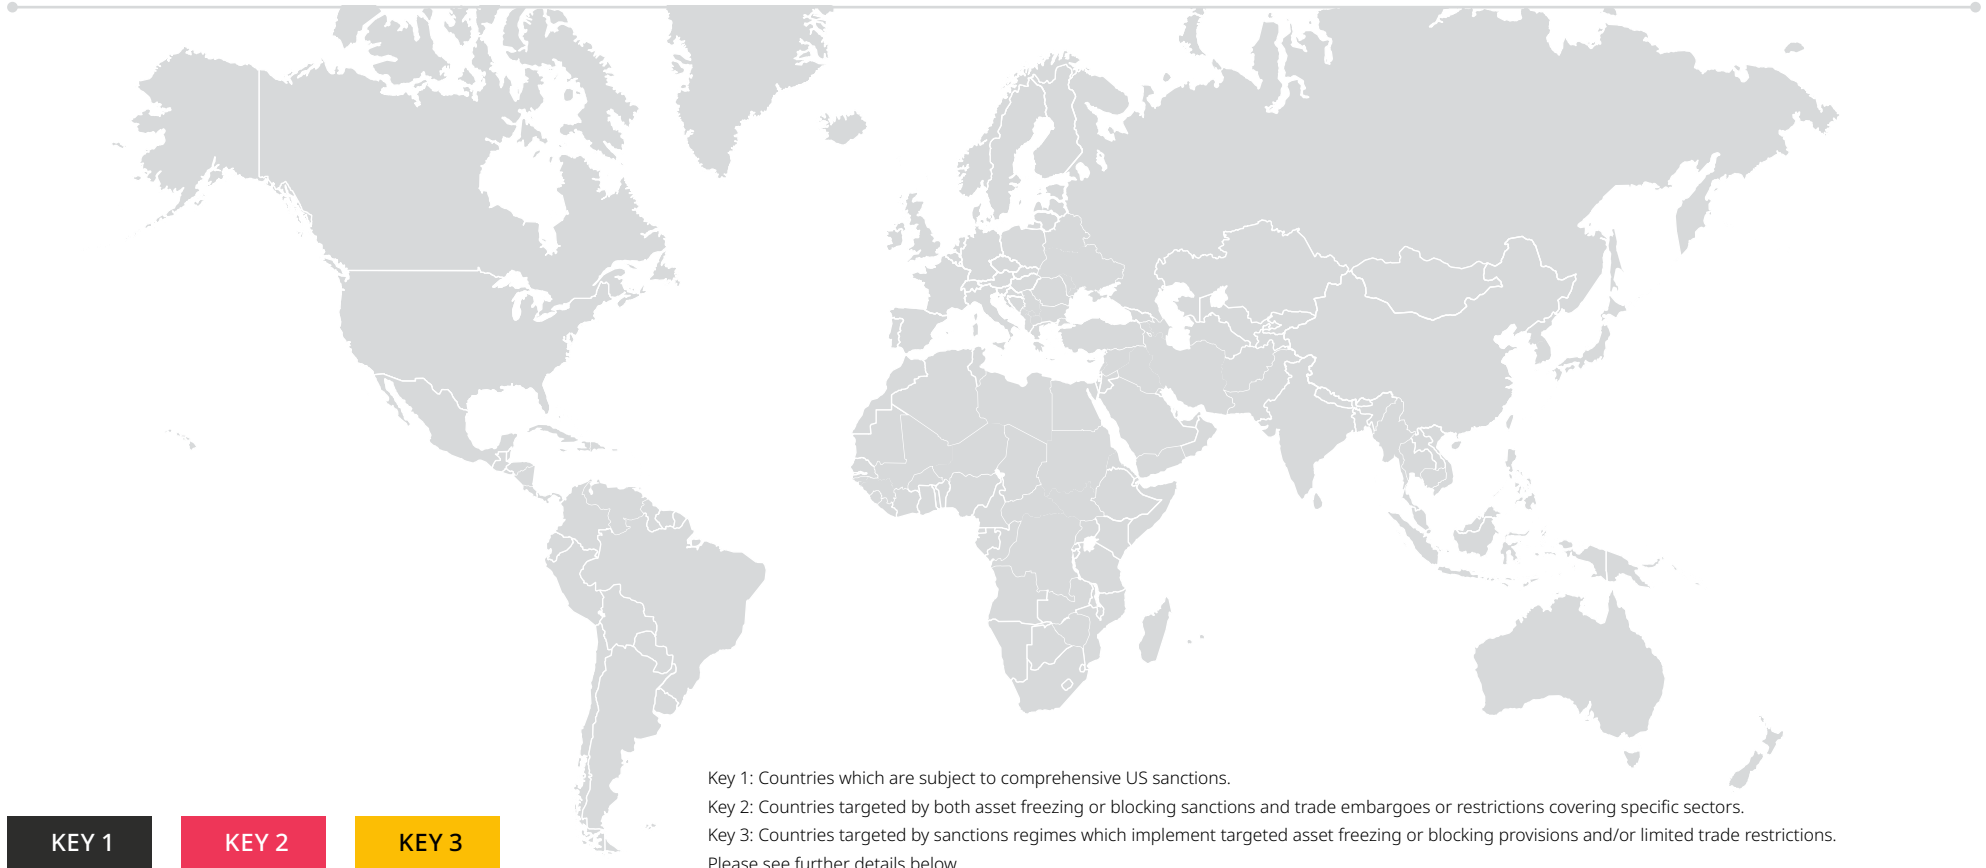 Key 1: Countries which are subject to comprehensive US sanctions.
Key 2: Countries targeted by both asset freezing or blocking sanctions and trade embargoes or restrictions covering specific sectors.
Key 3: Countries targeted by sanctions regimes which implement targeted asset freezing or blocking provisions and/or limited trade restrictions.
Please see further details below
KEY 1
KEY 2
KEY 3